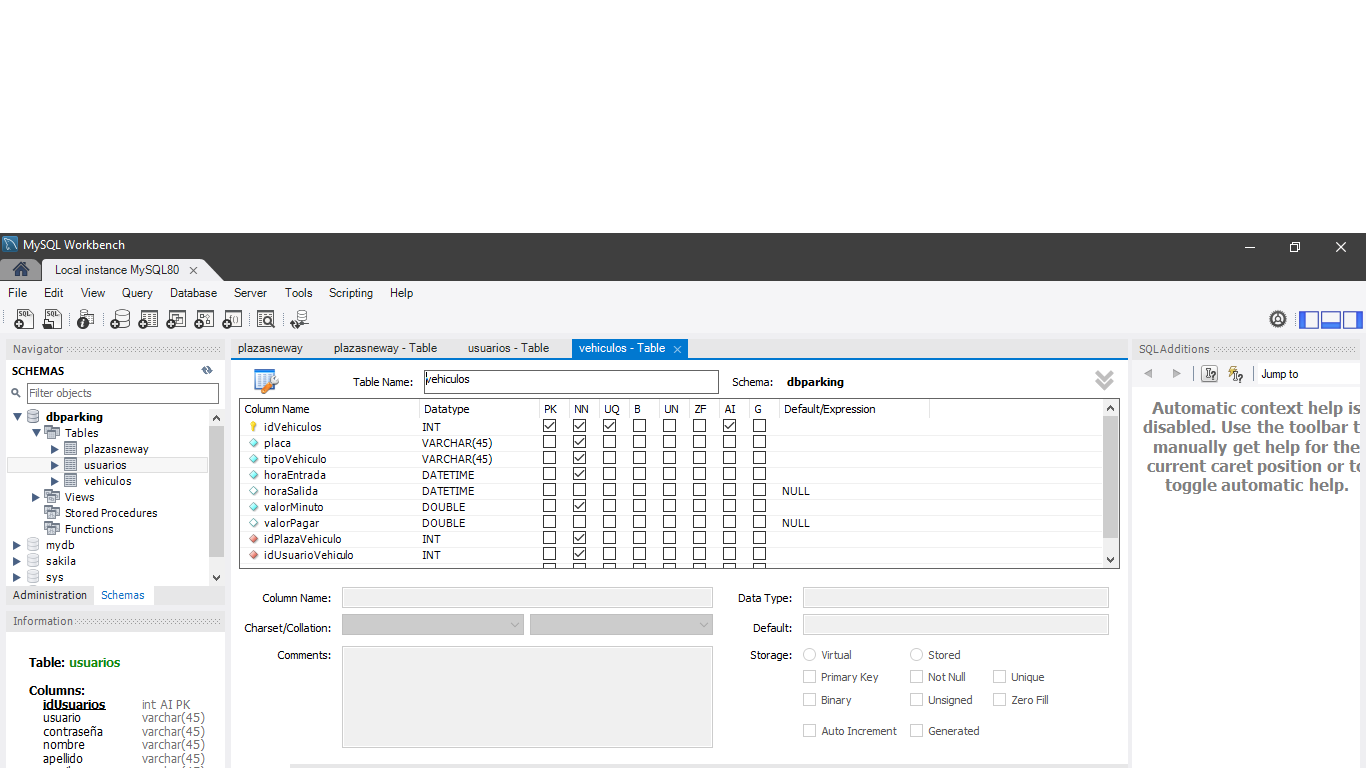 MySQL Workbench
Local instance MySQL80
File Edit View Query Database Server Tools Scripting Help
Navigator
SCHEMAS
Filter objects
dbparking
Tables
plazasneway
usuarios
vehiculos
Views
Stored Procedures
Functions
mydb
sakila
sys
Administration Schemas
Information
Table: usuarios
Columns:
idUsuarios int AI PK
usuario varchar(45)
contraseña varchar(45)
nombre varchar(45)
apellido varchar(45)
plazasneway plazasneway - Table usuarios - Table vehiculos - Table
Table Name: vehiculos Schema: dbparking
Column Name Datatype PK NN UQ B UN ZF AI G Default/Expression
idVehiculos INT
placa VARCHAR(45)
tipoVehiculo VARCHAR(45)
horaEntrada DATETIME
horaSalida DATETIME NULL
valorMinuto DOUBLE
valorPagar DOUBLE NULL
idPlazaVehiculo INT
idUsuarioVehiculo INT
Column Name: Data Type:
Charset/Collation: Default:
Comments: Storage: Virtual Stored
Primary Key Not Null Unique
Binary Unsigned Zero Fill
Auto Increment Generated
SQLAdditions
Jump to
Automatic context help is
disabled. Use the toolbar t
manually get help for the
current caret position or to
toggle automatic help.